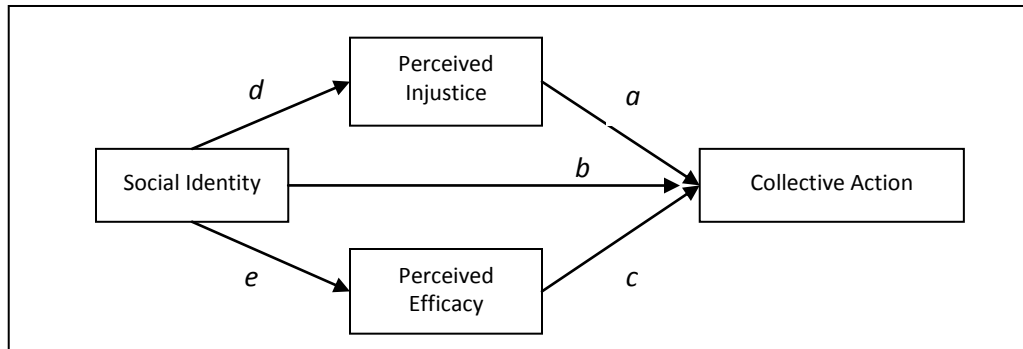 Perceived
Injustice
d
a
Social Identity
b
Collective Action
e
Perceived
Efficacy
c